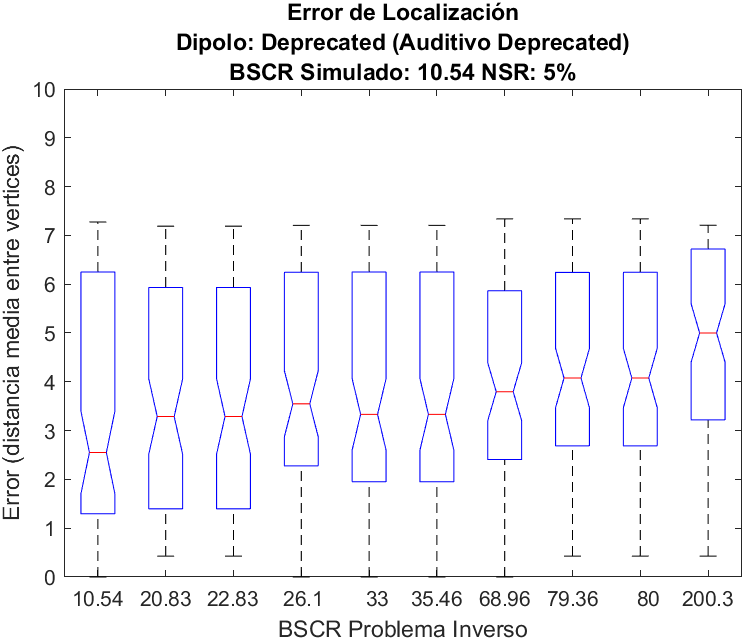 Error de Localización
Dipolo: Deprecated (Auditivo Deprecated)
BSCR Simulado: 10.54 NSR: 5%
Error (distancia media entre vertices)
10
9
8
7
6
5
4
3
2
1
0
10.54 20.83 22.83 26.1 33 35.46 68.96 79.36 80 200.3
BSCR Problema Inverso